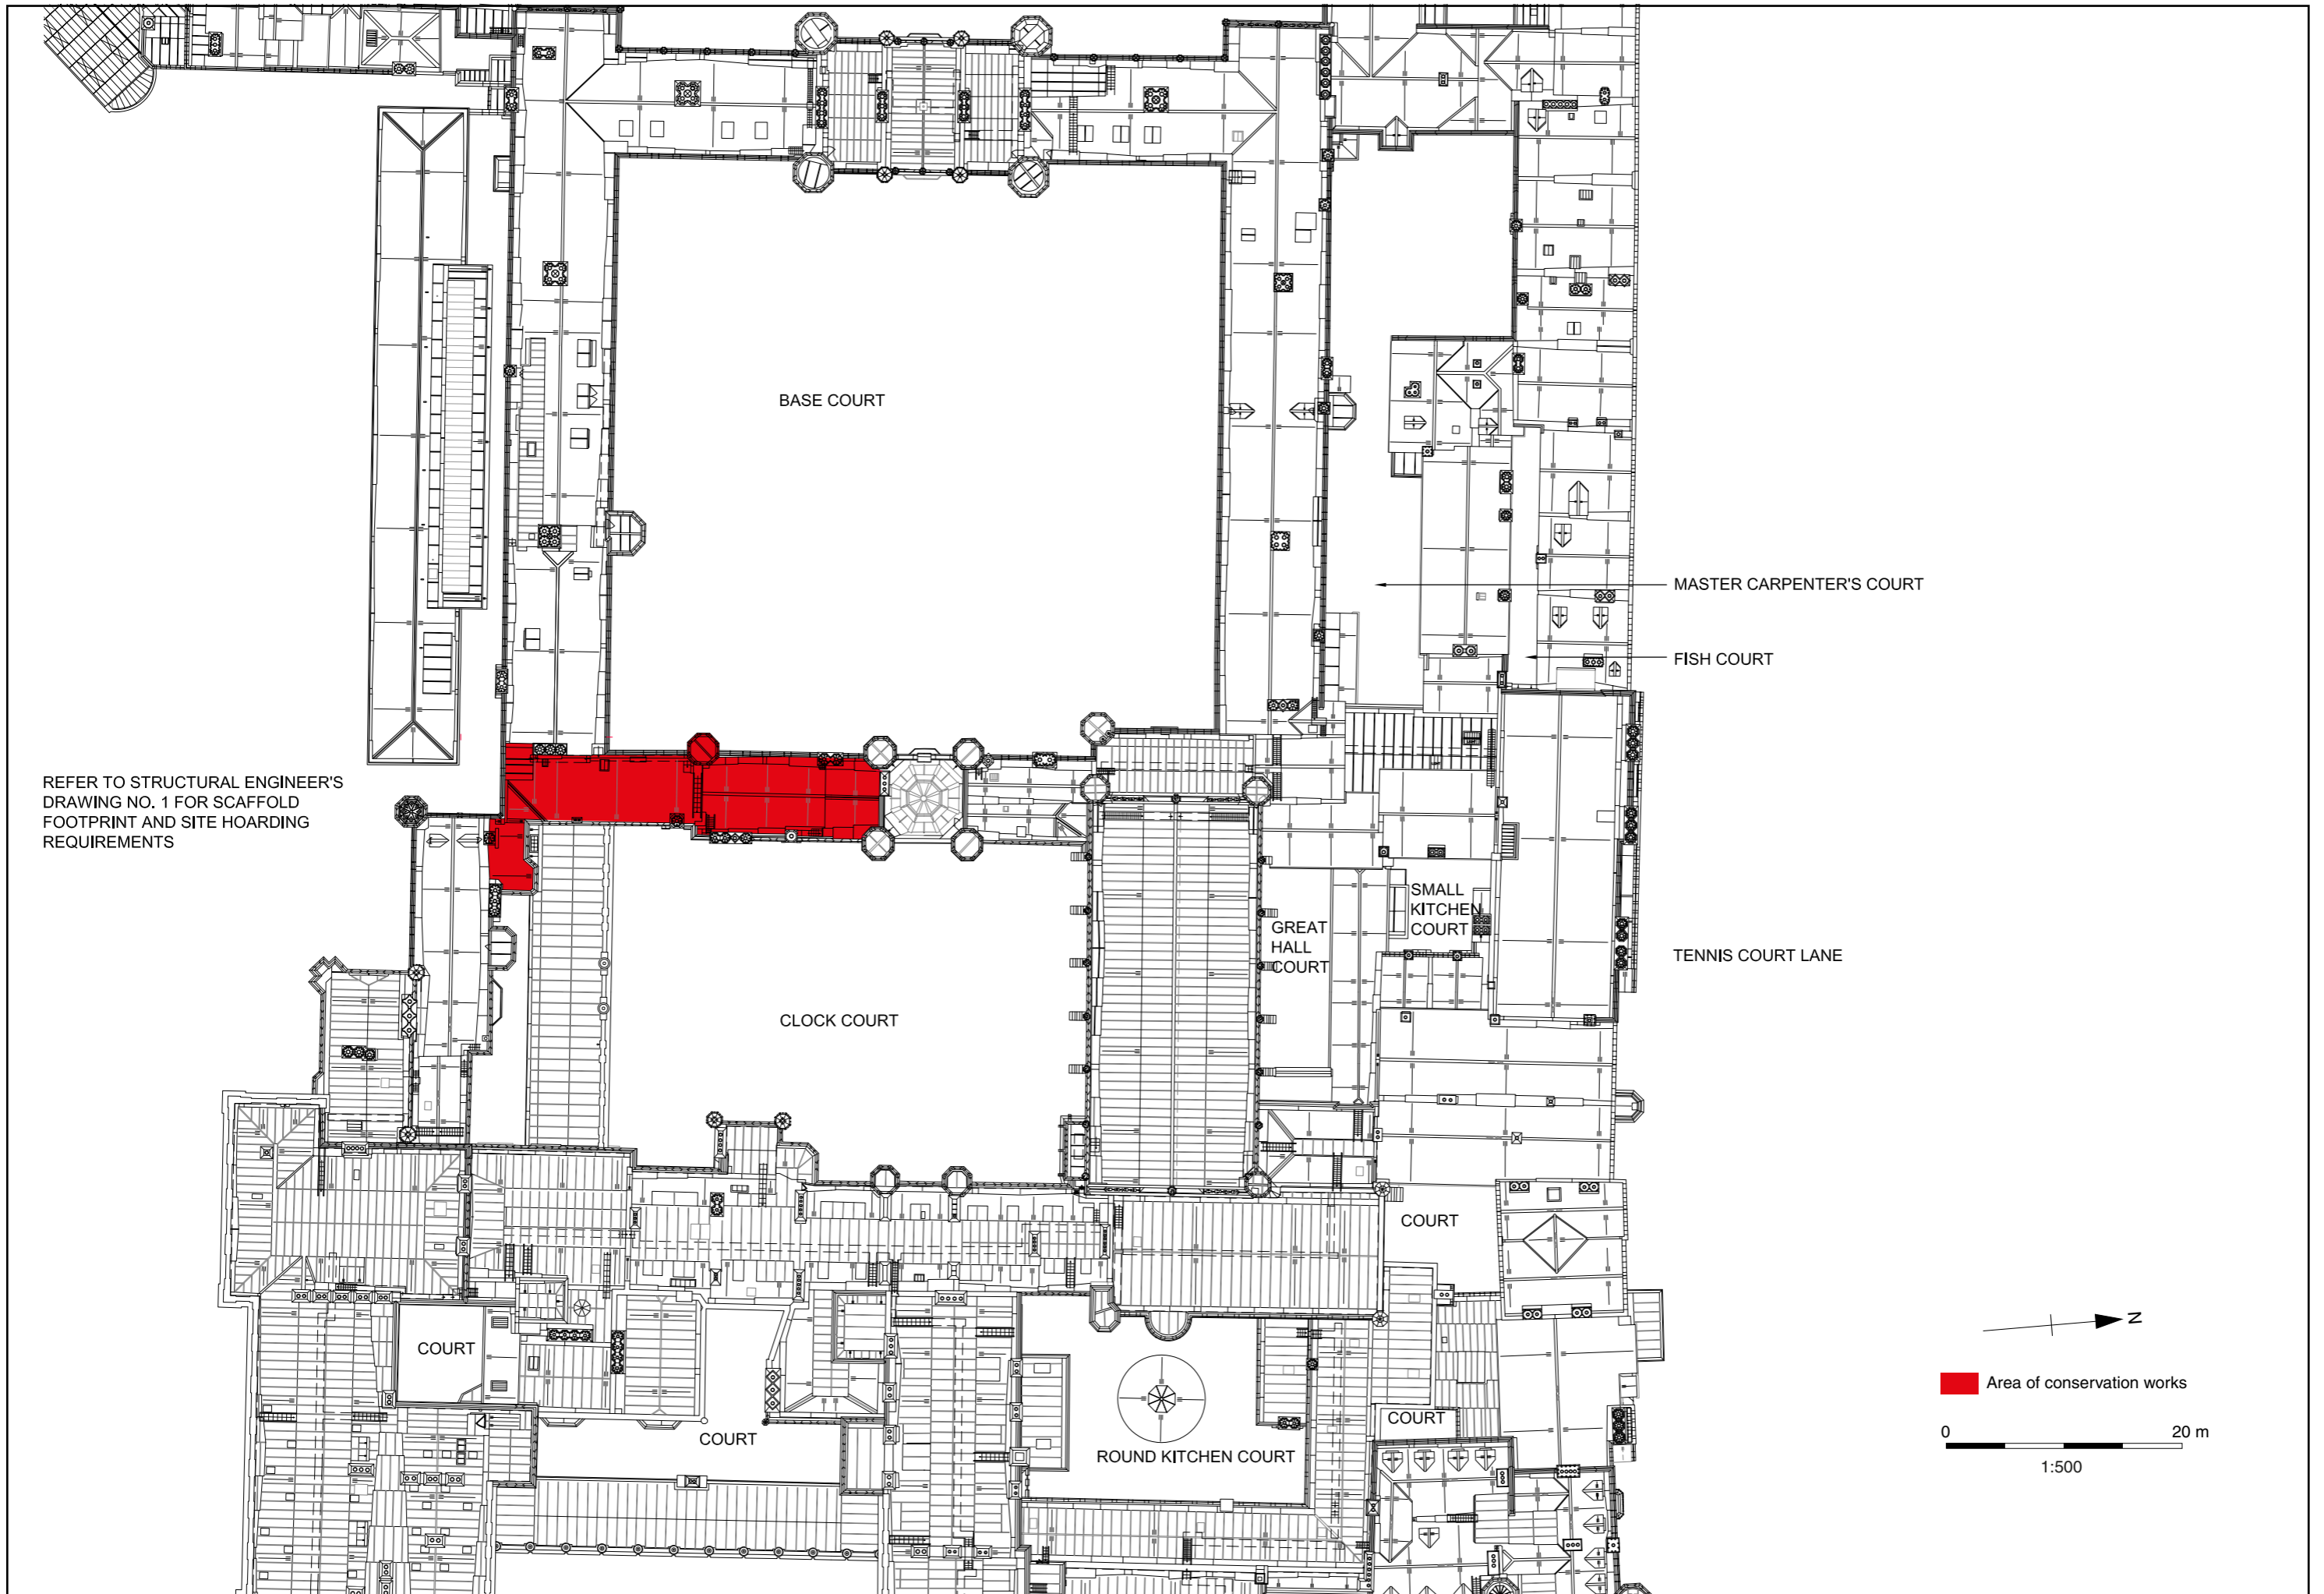 BASE COURT
MASTER CARPENTER'S COURT
FISH COURT
REFER TO STRUCTURAL ENGINEER'S
DRAWING NO. 1 FOR SCAFFOLD
FOOTPRINT AND SITE HOARDING
REQUIREMENTS
SMALL
KITCHEN
COURT
GREAT
HALL
COURT
TENNIS COURT LANE
CLOCK COURT
COURT
COURT
COURT
COURT
ROUND KITCHEN COURT
N
Area of conservation works
0 20 m
1:500